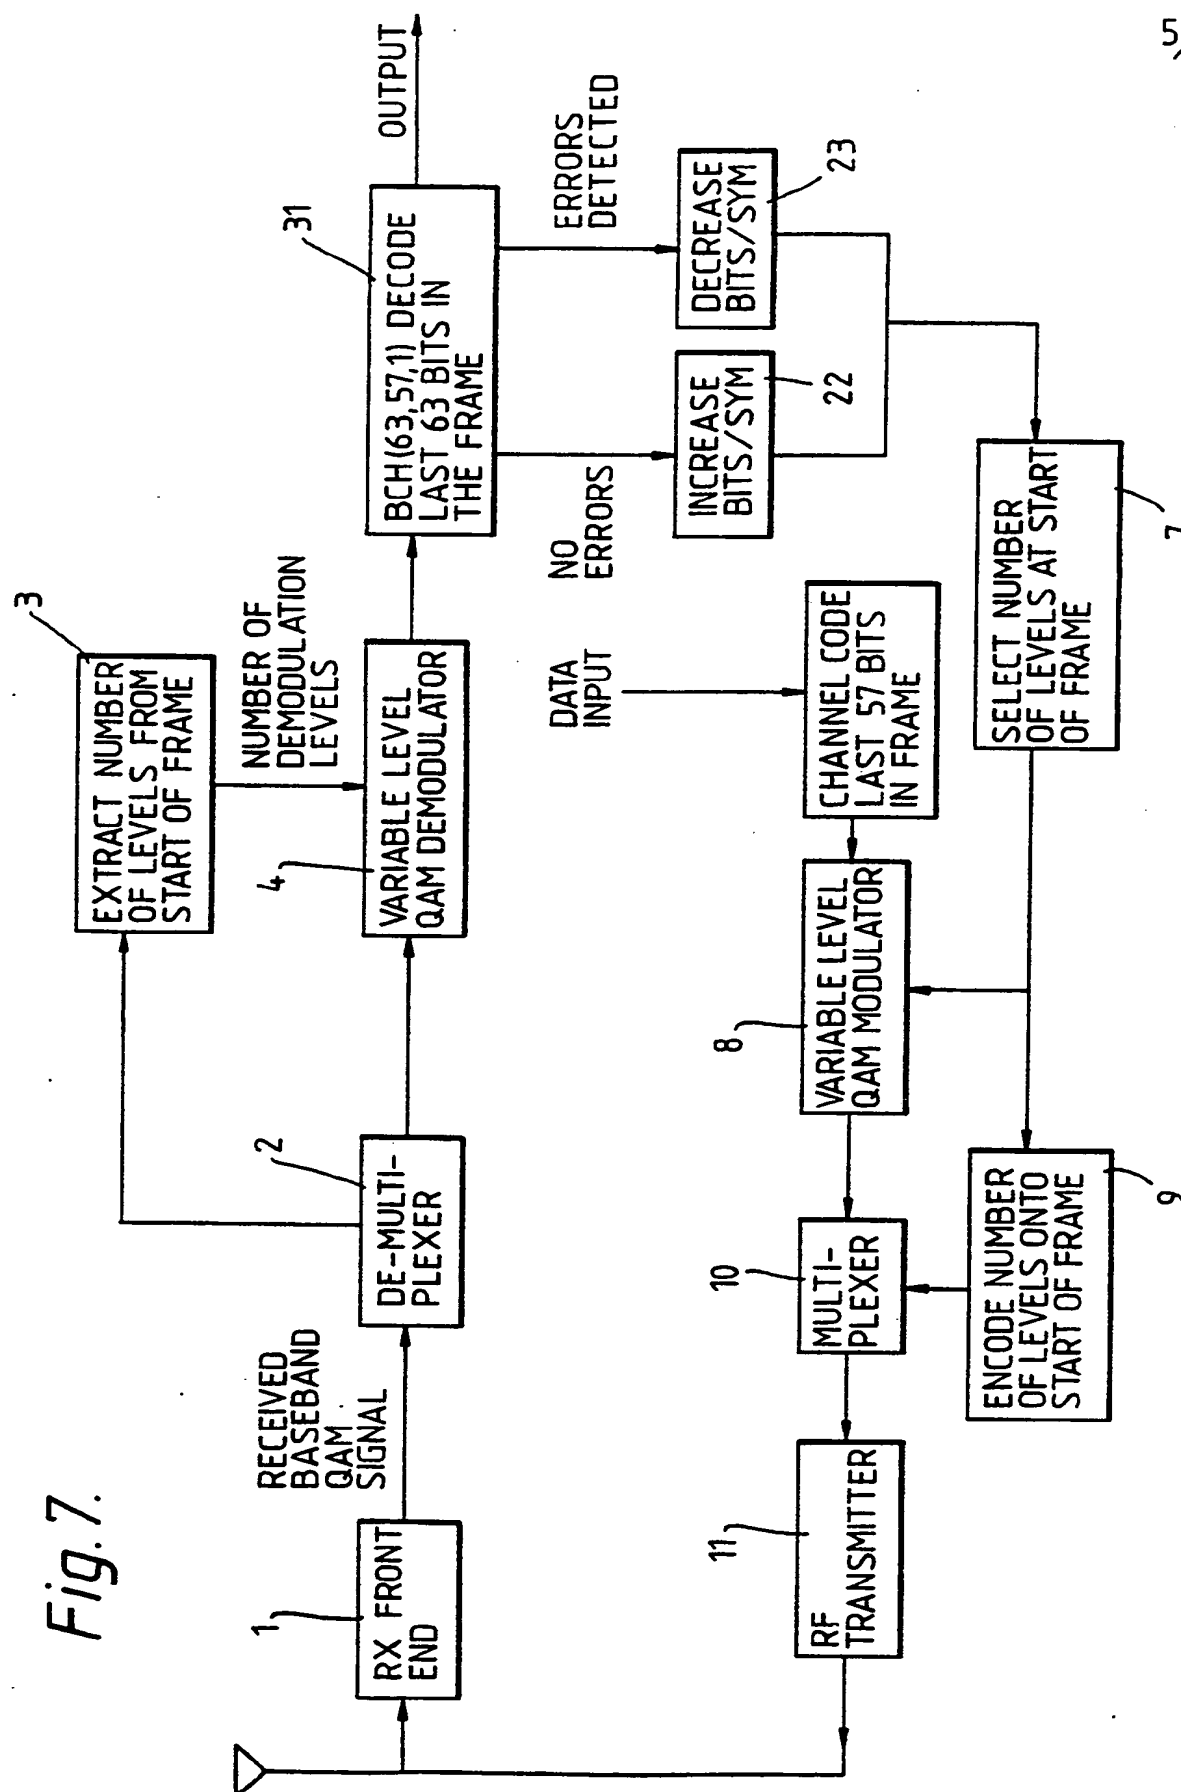 Fig. 7.
5
1
RX FRONT
END
RECEIVED
BASEBAND
QAM
SIGNAL
2
DE-MULTI-
PLEXER
3
EXTRACT NUMBER
OF LEVELS FROM
START OF FRAME
NUMBER OF
DEMODULATION
LEVELS
4
VARIABLE LEVEL
QAM DEMODULATOR
31
BCH(63,57,1) DECODE
LAST 63 BITS IN
THE FRAME
OUTPUT
NO
ERRORS
ERRORS
DETECTED
INCREASE
BITS/SYM
22
DECREASE
BITS/SYM
23
DATA
INPUT
CHANNEL CODE
LAST 57 BITS
IN FRAME
SELECT NUMBER
OF LEVELS AT START
OF FRAME
7
8
VARIABLE LEVEL
QAM MODULATOR
10
MULTI-
PLEXER
ENCODE NUMBER
OF LEVELS ONTO
START OF FRAME
9
11
RF
TRANSMITTER